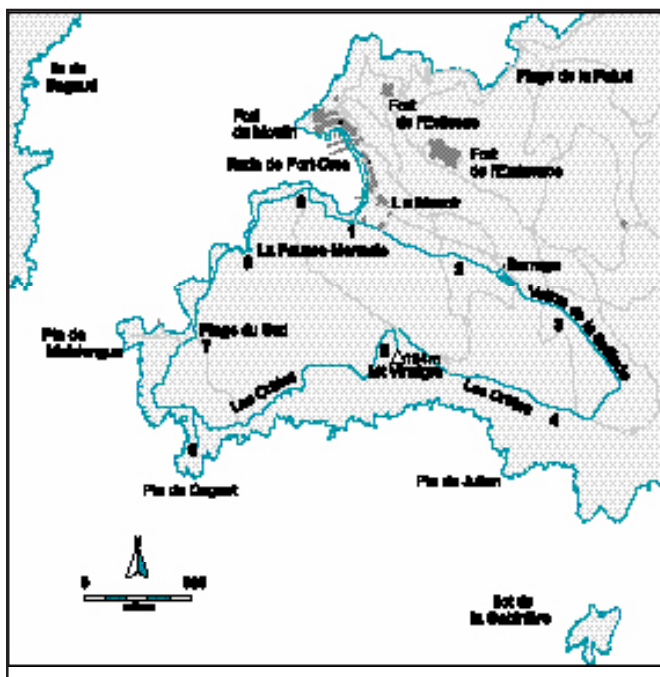 Ile de
Bagaud
Plage de la Palud
Fort
de l'Estissac
Fort
du Moulin
Fort
de l'Eminence
Rade de Port-Cros
Le Manoir
9
1
La Fausse-Monnaie
8
2
Barrage
Vallon de la Solitude
3
Pte de
Malalongue
Plage du Sud
7
5
194 m
Mt Vinaigre
Les Crêtes
Les Crêtes
4
6
Pte du Cognet
Pte de Julien
N
0
500
mètres
Ilot de
la Gabinière